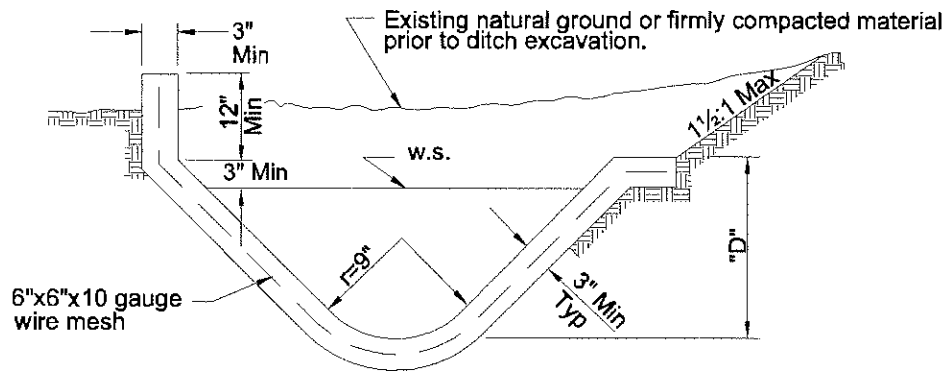 Existing natural ground or firmly compacted material
prior to ditch excavation.
3"
Min
12"
Min
1½:1 Max
w.s.
3" Min
"D"
r=9"
6"x6"x10 gauge
wire mesh
3" Min
Typ